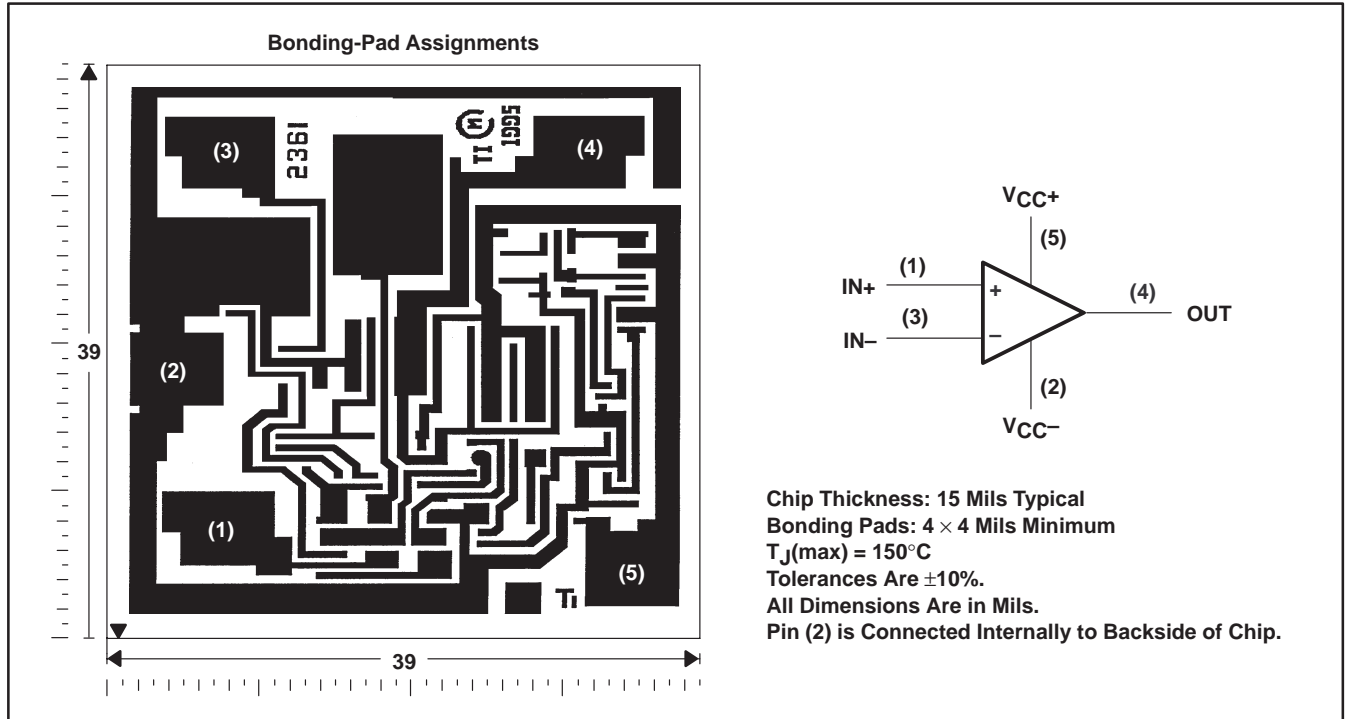 Bonding-Pad Assignments
39
(3)
2361
TI
M
5GG1
(4)
(2)
(1)
(5)
TI
39
VCC+
(5)
(1)
IN+
+
(4)
OUT
(3)
IN–
–
(2)
VCC–
Chip Thickness: 15 Mils Typical
Bonding Pads: 4 × 4 Mils Minimum
TJ(max) = 150°C
Tolerances Are ±10%.
All Dimensions Are in Mils.
Pin (2) is Connected Internally to Backside of Chip.